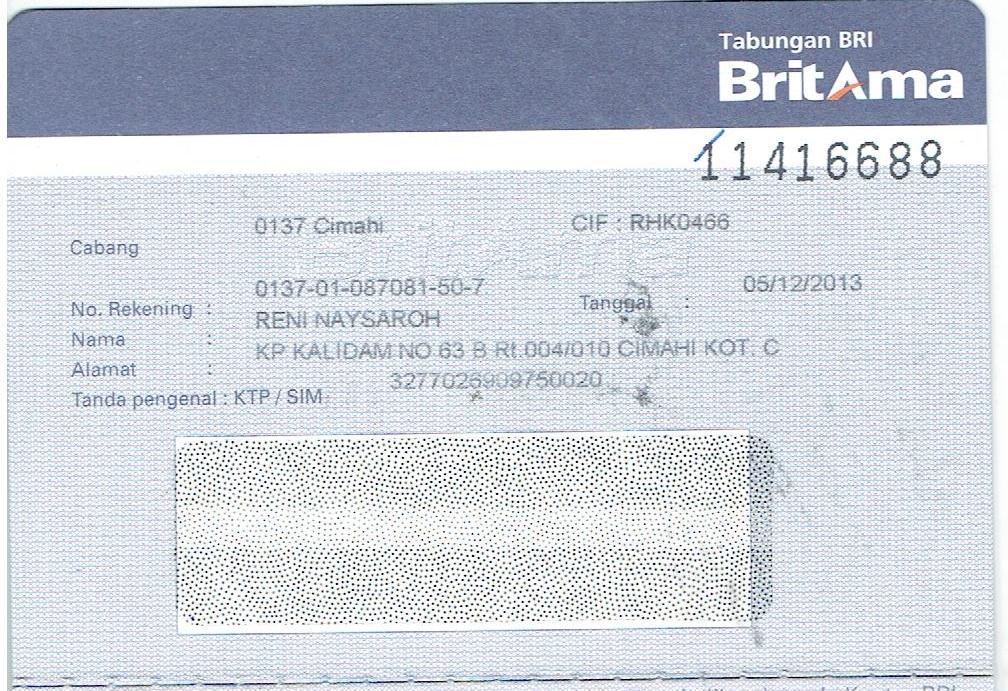 Tabungan BRI
BritAma
11416688
Cabang 0137 Cimahi CIF : RHK0466
No. Rekening : 0137-01-087081-50-7 Tanggal : 05/12/2013
Nama : RENI NAYSAROH
Alamat : KP KALIDAM NO 63 B Rt.004/010 CIMAHI KOT. C
Tanda pengenal : KTP / SIM 3277026909750020